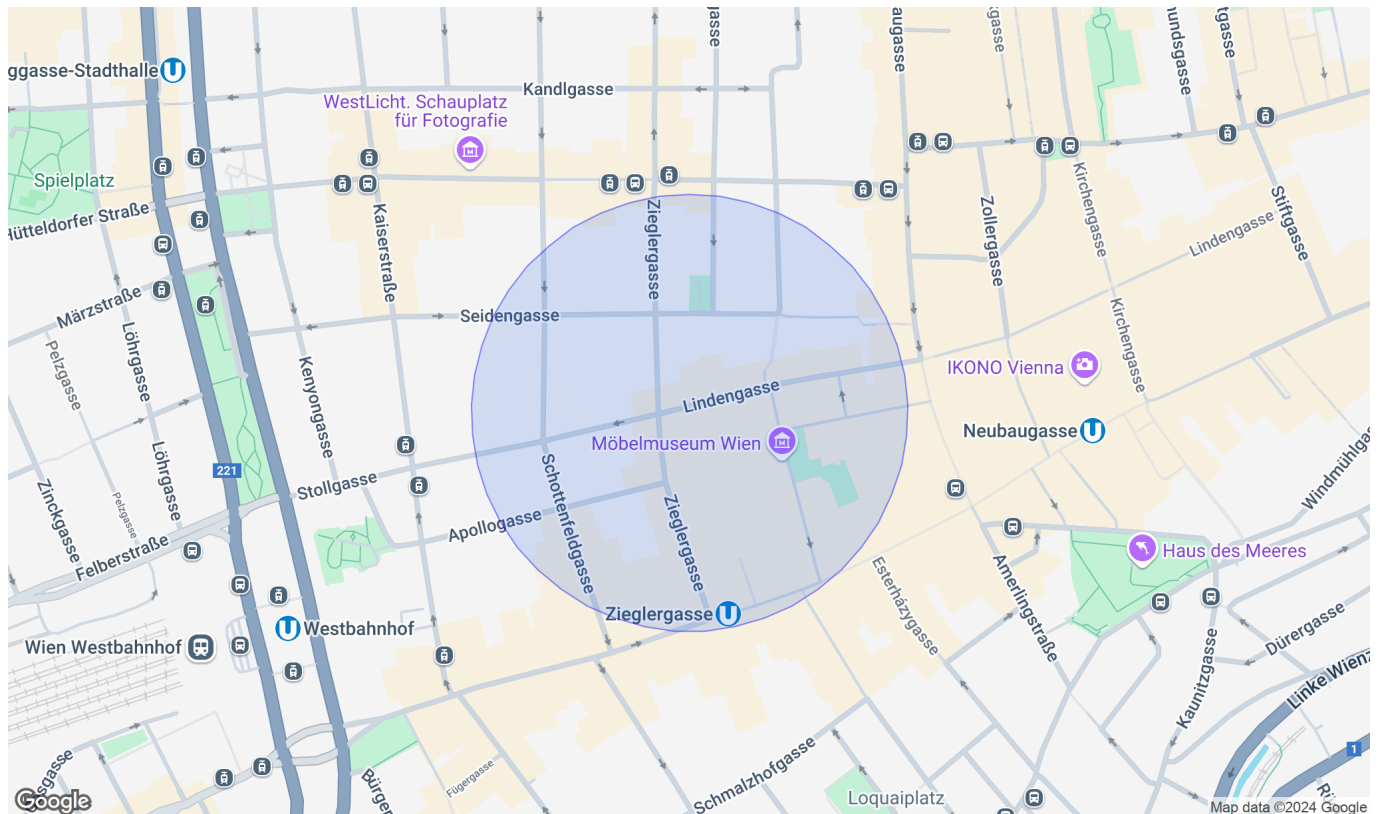 ggasse-Stadthalle
Kandlgasse
WestLicht. Schauplatz
für Fotografie
Spielplatz
Hütteldorfer Straße
Kaiserstraße
Zieglergasse
Zollergasse
Kirchengasse
Stiftgasse
Lindengasse
Märzstraße
Löhrgasse
Pelzgasse
Seidengasse
Kenyongasse
Kirchengasse
IKONO Vienna
Lindengasse
Möbelmuseum Wien
Neubaugasse
221
Löhrgasse
Stollgasse
Zinckgasse
Pelzgasse
Felberstraße
Apollogasse
Schottenfeldgasse
Zieglergasse
Windmühlga
Haus des Meeres
Esterházygasse
Amerlingstraße
Zieglergasse
Westbahnhof
Wien Westbahnhof
Dürergasse
Kaunitzgasse
Linke Wienz
1
Fügergasse
Bürger
Schmalzhofgasse
Loquaiplatz
Google
Map data ©2024 Google